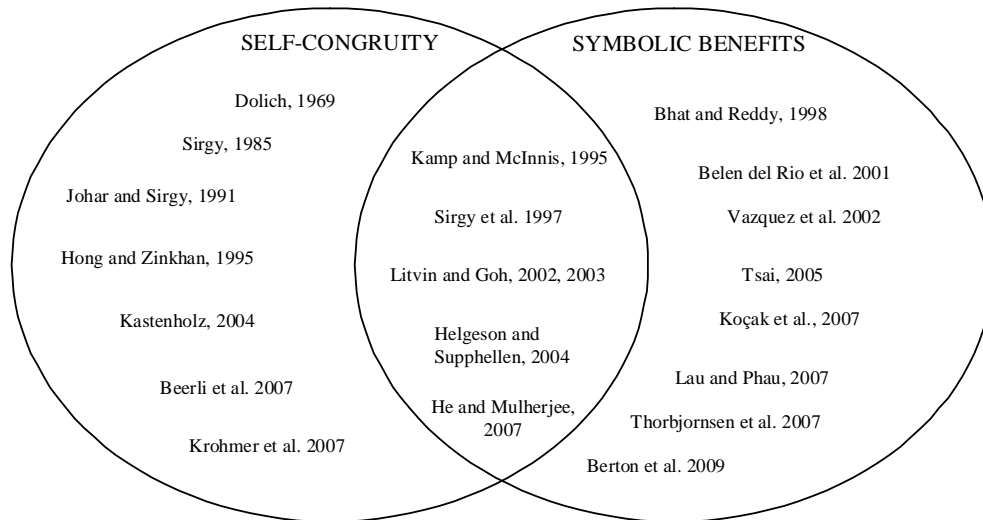 SELF-CONGRUITY
SYMBOLIC BENEFITS
Dolich, 1969
Sirgy, 1985
Johar and Sirgy, 1991
Hong and Zinkhan, 1995
Kastenholz, 2004
Beerli et al. 2007
Krohmer et al. 2007
Kamp and McInnis, 1995
Sirgy et al. 1997
Litvin and Goh, 2002, 2003
Helgeson and
Supphellen, 2004
He and Mulherjee,
2007
Bhat and Reddy, 1998
Belen del Rio et al. 2001
Vazquez et al. 2002
Tsai, 2005
Koçak et al., 2007
Lau and Phau, 2007
Thorbjornsen et al. 2007
Berton et al. 2009